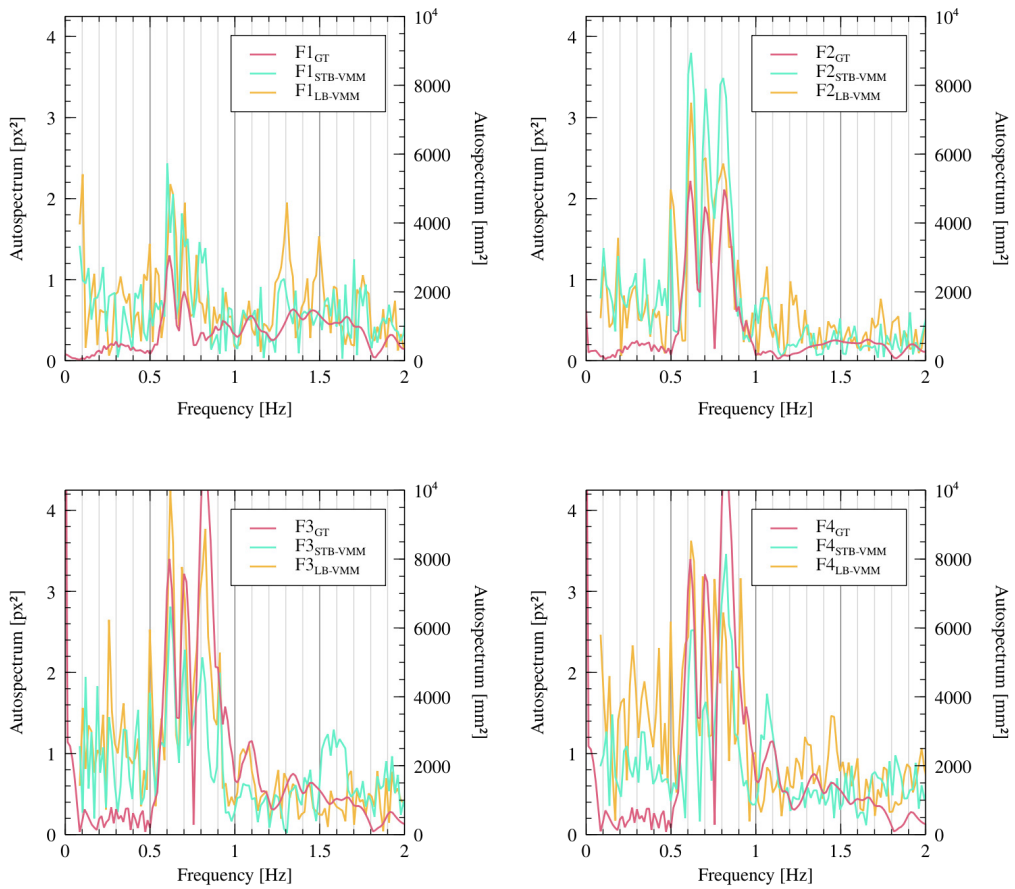 10⁴
4
3
2
1
0
8000
6000
4000
2000
0
0
0.5
1
1.5
2
Autospectrum [px²]
Autospectrum [mm²]
Frequency [Hz]
F1GT
F1STB-VMM
F1LB-VMM
10⁴
4
3
2
1
0
8000
6000
4000
2000
0
0
0.5
1
1.5
2
Autospectrum [px²]
Autospectrum [mm²]
Frequency [Hz]
F2GT
F2STB-VMM
F2LB-VMM
10⁴
4
3
2
1
0
8000
6000
4000
2000
0
0
0.5
1
1.5
2
Autospectrum [px²]
Autospectrum [mm²]
Frequency [Hz]
F3GT
F3STB-VMM
F3LB-VMM
10⁴
4
3
2
1
0
8000
6000
4000
2000
0
0
0.5
1
1.5
2
Autospectrum [px²]
Autospectrum [mm²]
Frequency [Hz]
F4GT
F4STB-VMM
F4LB-VMM